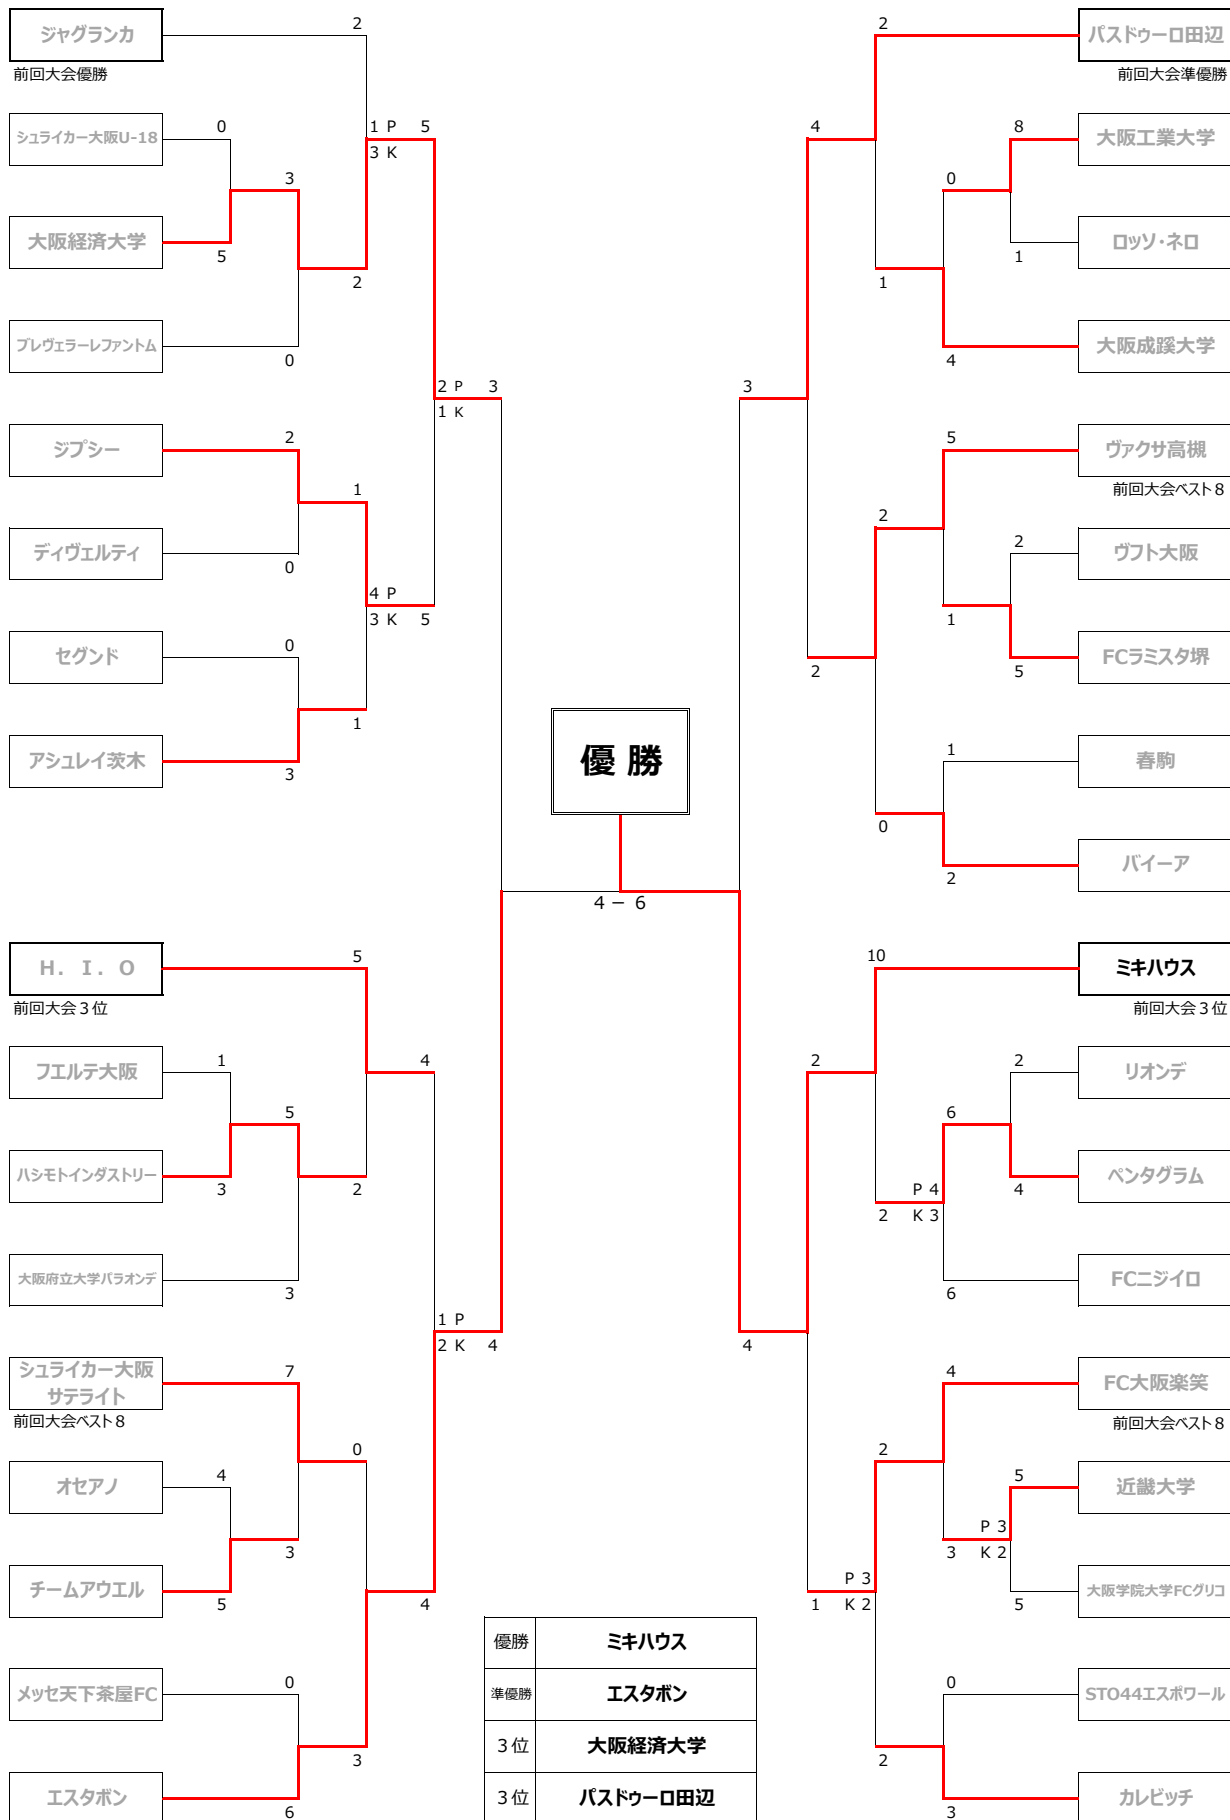 ジャグランカ
2
前回大会優勝
シュライカー大阪U-18
0
1 P 5
3 K
3
大阪経済大学
5
2
ブレヴェラーレファントム
0
2 P 3
1 K
ジプシー
2
1
ディヴェルティ
0
4 P
3 K 5
セグンド
0
1
アシュレイ茨木
3
2
パスドゥーロ田辺
前回大会準優勝
4
8
大阪工業大学
0
ロッソ・ネロ
1
1
大阪成蹊大学
4
3
5
ヴァクサ高槻
前回大会ベスト8
2
2
ヴフト大阪
1
FCラミスタ堺
2
5
1
春駒
0
バイーア
2
優 勝
4 － 6
H．I．O
5
前回大会３位
フエルテ大阪
1
4
5
ハシモトインダストリー
3
2
大阪府立大学パラオンデ
3
1 P
2 K 4
シュライカー大阪
サテライト
7
前回大会ベスト8
0
オセアノ
4
3
チームアウエル
5
4
メッセ天下茶屋FC
0
3
エスタボン
6
10
ミキハウス
前回大会３位
2
2
リオンデ
6
ペンタグラム
4
P 4
2 K 3
FCニジイロ
6
4
4
FC大阪楽笑
前回大会ベスト8
2
5
近畿大学
P 3
3 K 2
大阪学院大学FCグリコ
5
P 3
1 K 2
0
STO44エスポワール
2
カレビッチ
3
優勝 ミキハウス
準優勝 エスタボン
３位 大阪経済大学
３位 パスドゥーロ田辺